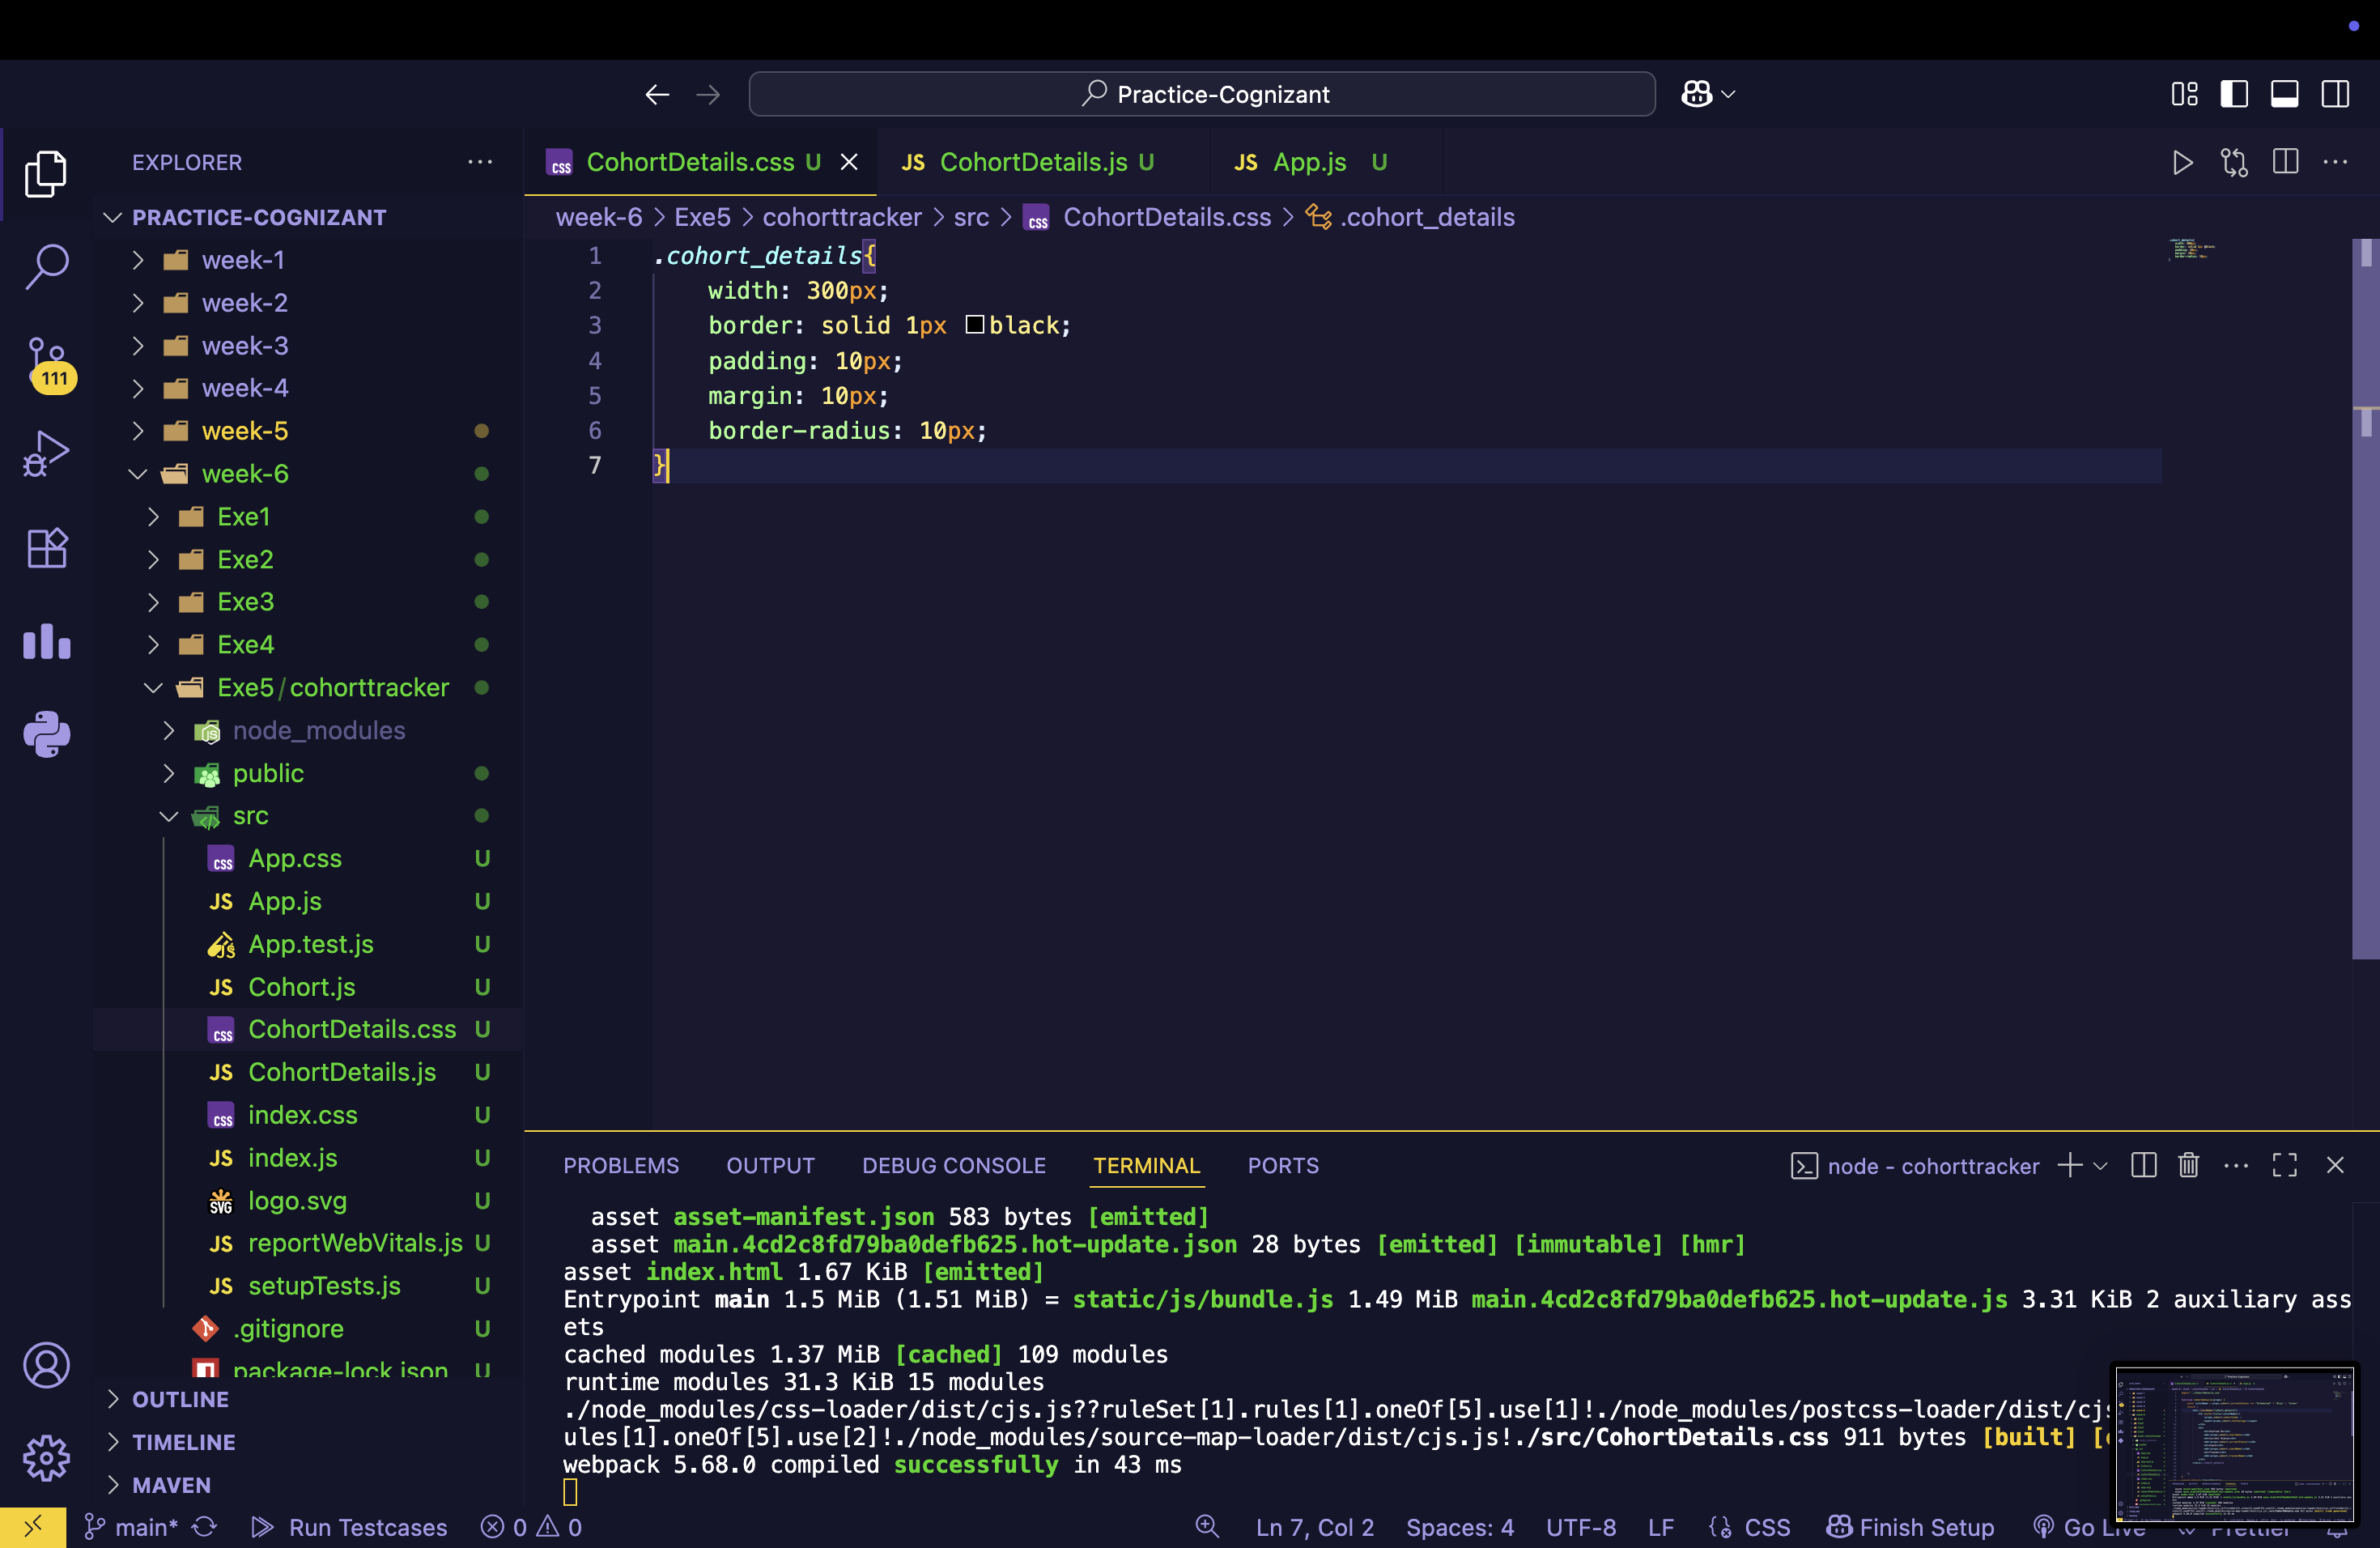 Practice-Cognizant
EXPLORER
PRACTICE-COGNIZANT
week-1
week-2
week-3
week-4
week-5
week-6
Exe1
Exe2
Exe3
Exe4
Exe5/cohorttracker
node_modules
public
src
App.css U
App.js U
App.test.js U
Cohort.js U
CohortDetails.css U
CohortDetails.js U
index.css U
index.js U
logo.svg U
reportWebVitals.js U
setupTests.js U
.gitignore U
package-lock.json U
OUTLINE
TIMELINE
MAVEN
111
CohortDetails.css U
JS CohortDetails.js U
JS App.js U
week-6 > Exe5 > cohorttracker > src > CohortDetails.css > .cohort_details
1 .cohort_details{
2 width: 300px;
3 border: solid 1px black;
4 padding: 10px;
5 margin: 10px;
6 border-radius: 10px;
7 }
PROBLEMS OUTPUT DEBUG CONSOLE TERMINAL PORTS
node - cohorttracker
asset asset-manifest.json 583 bytes [emitted]
asset main.4cd2c8fd79ba0defb625.hot-update.json 28 bytes [emitted] [immutable] [hmr]
asset index.html 1.67 KiB [emitted]
Entrypoint main 1.5 MiB (1.51 MiB) = static/js/bundle.js 1.49 MiB main.4cd2c8fd79ba0defb625.hot-update.js 3.31 KiB 2 auxiliary ass
ets
cached modules 1.37 MiB [cached] 109 modules
runtime modules 31.3 KiB 15 modules
./node_modules/css-loader/dist/cjs.js??ruleSet[1].rules[1].oneOf[5].use[1]!./node_modules/postcss-loader/dist/cjs
ules[1].oneOf[5].use[2]!./node_modules/source-map-loader/dist/cjs.js!./src/CohortDetails.css 911 bytes [built] [
webpack 5.68.0 compiled successfully in 43 ms
main* Run Testcases 0 0 Ln 7, Col 2 Spaces: 4 UTF-8 LF CSS Finish Setup Go Live Prettier